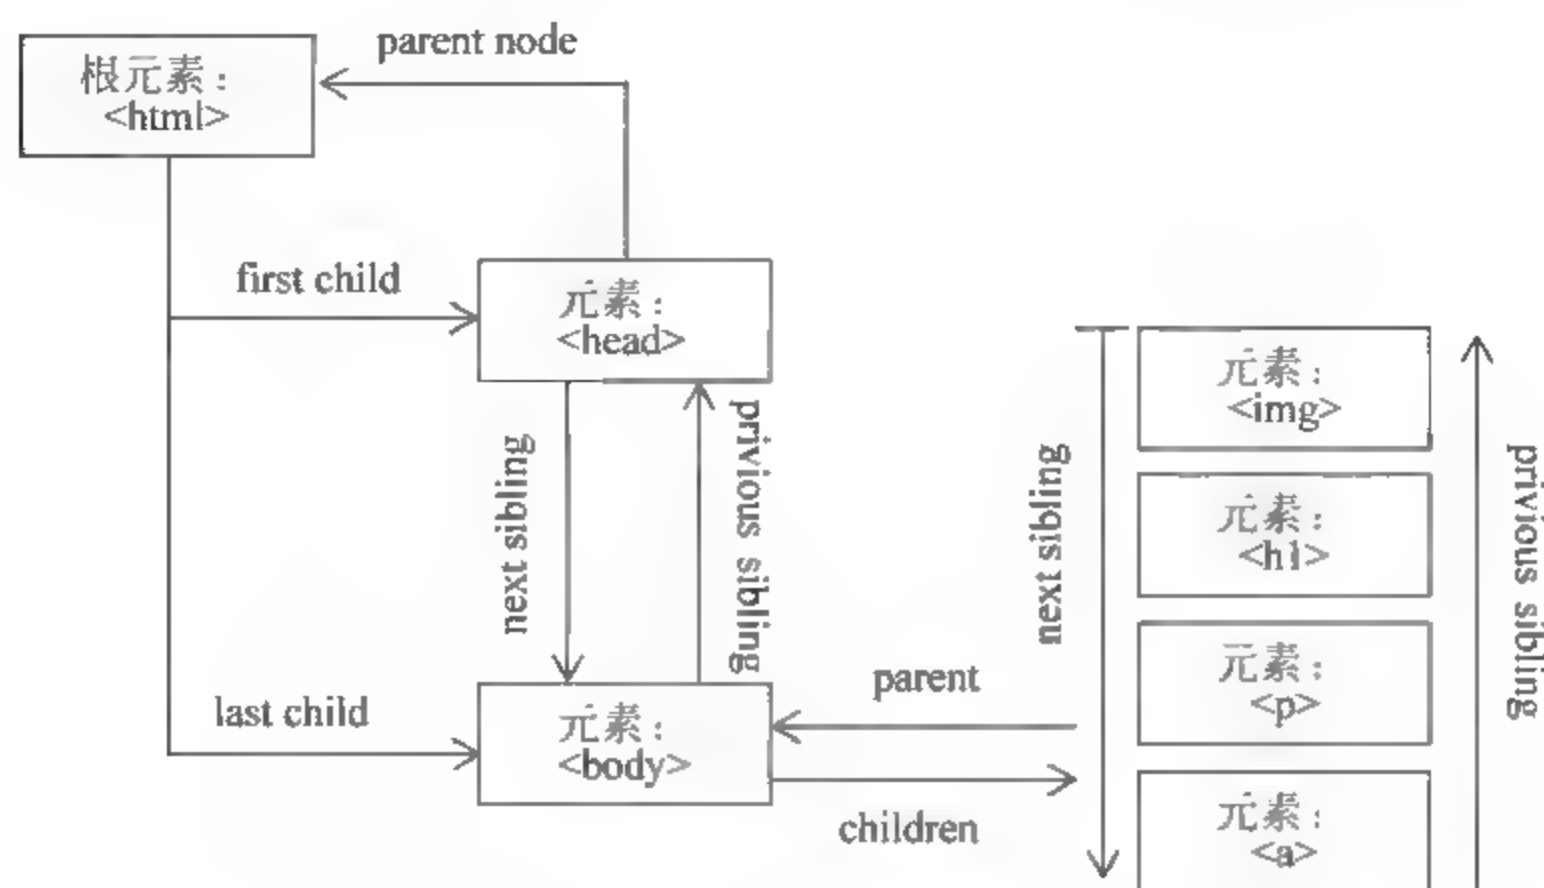 parent node
根元素：
<html>
first child
元素：
<head>
next sibling
privious sibling
last child
元素：
<body>
parent
children
next sibling
元素：
<img>
元素：
<h1>
元素：
<p>
元素：
<a>
privious sibling